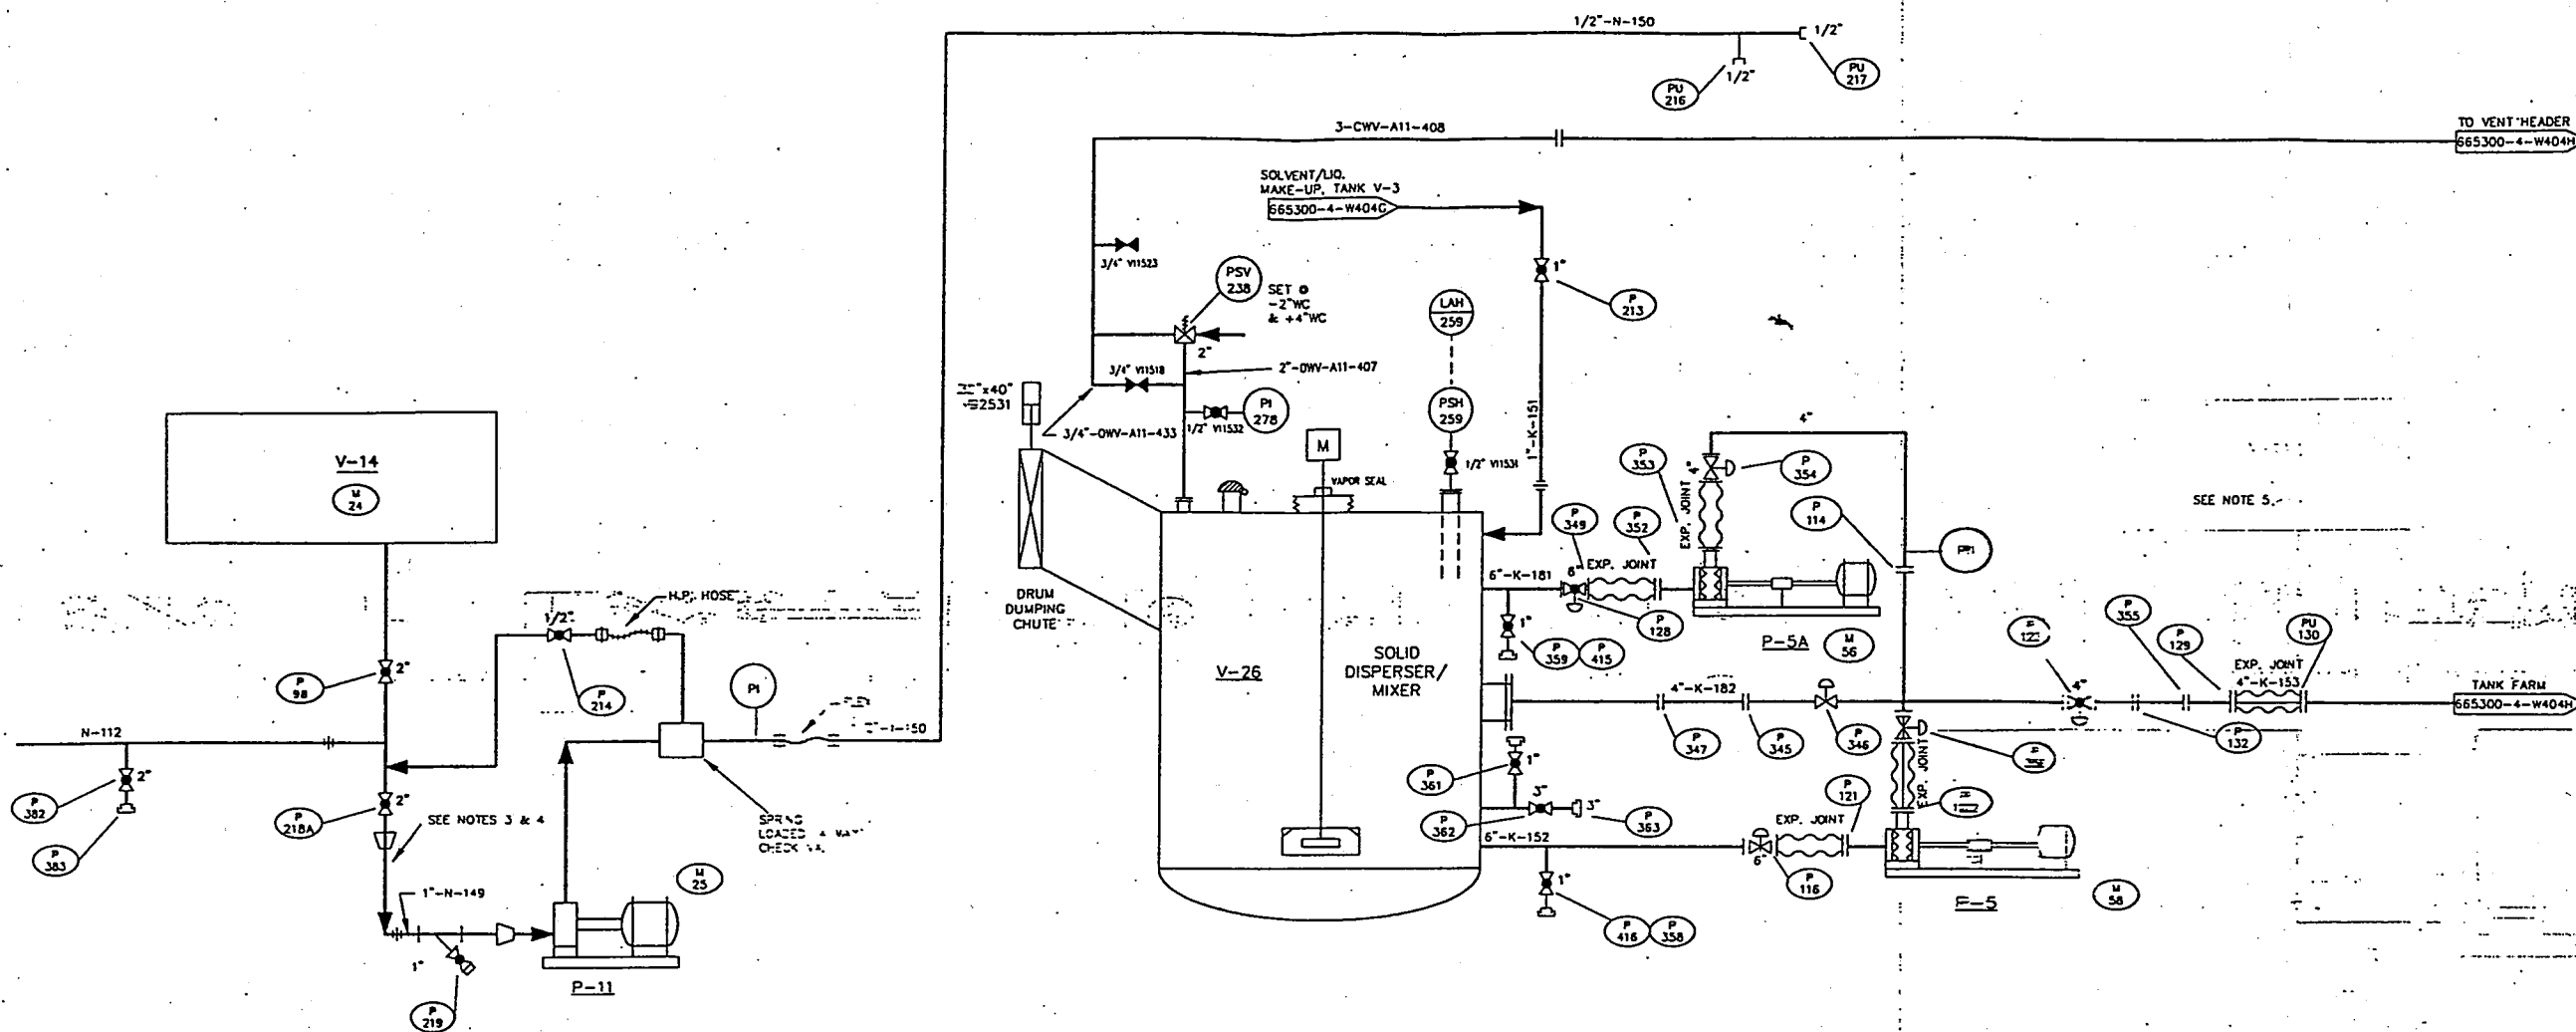 1/2"-N-150
1/2"
1/2"
PU
217
PU
216
3-CWV-A11-408
TO VENT HEADER
665300-4-W404H
SOLVENT/LIQ.
MAKE-UP, TANK V-3
665300-4-W404G
3/4" V11523
PSV
238
SET @
-2"WC
& +4"WC
2"
1"
P
213
LAH
259
PSH
259
1/2" V11531
1"-K-151
3/4" V11518
2"-OWV-A11-407
PI
278
1/2" V11532
3/4"-OWV-A11-433
M
VAPOR SEAL
V-14
M
24
DRUM
DUMPING
CHUTE
V-26
SOLID
DISPERSER/
MIXER
4"
P
353
4"
P
354
EXP. JOINT
P
114
SEE NOTE 5
P
349
P
352
6"-K-181
6"
EXP. JOINT
P
128
1"
P
359
P
415
P-5A
M
56
H.P. HOSE
1/2"
P
214
P
98
2"
PI
N-112
2"
P
382
P
383
P
218A
2"
SEE NOTES 3 & 4
1"-N-149
1"
P
219
M
25
P-11
4"-K-182
P
347
P
345
P
346
4"
P
355
P
129
PU
130
EXP. JOINT
4"-K-153
P
132
TANK FARM
665300-4-W404H
P
361
1"
3"
3"
P
362
P
363
6"-K-152
1"
P
416
P
358
6"
EXP. JOINT
P
121
P
116
EXP. JOINT
M
58